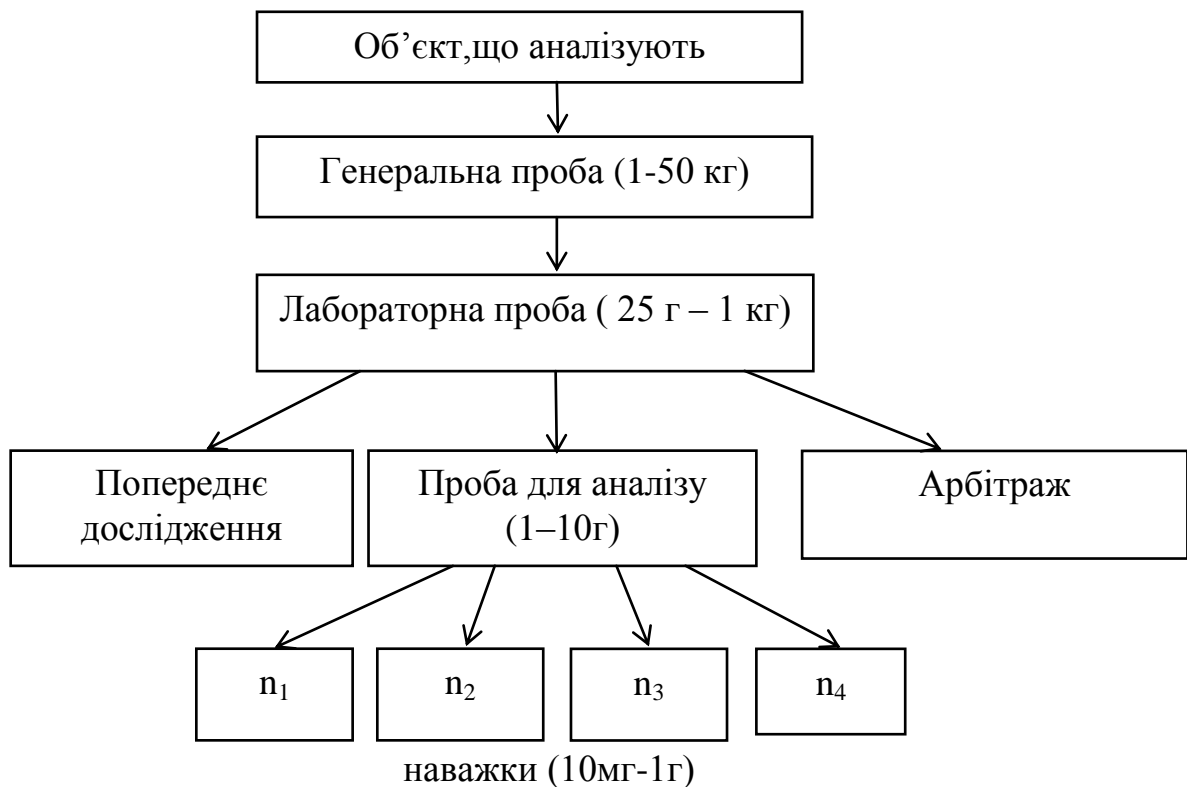 Об’єкт,що аналізують
Генеральна проба (1-50 кг)
Лабораторна проба ( 25 г – 1 кг)
Попереднє
дослідження
Проба для аналізу
(1–10г)
Арбітраж
n₁
n₂
n₃
n₄
наважки (10мг-1г)